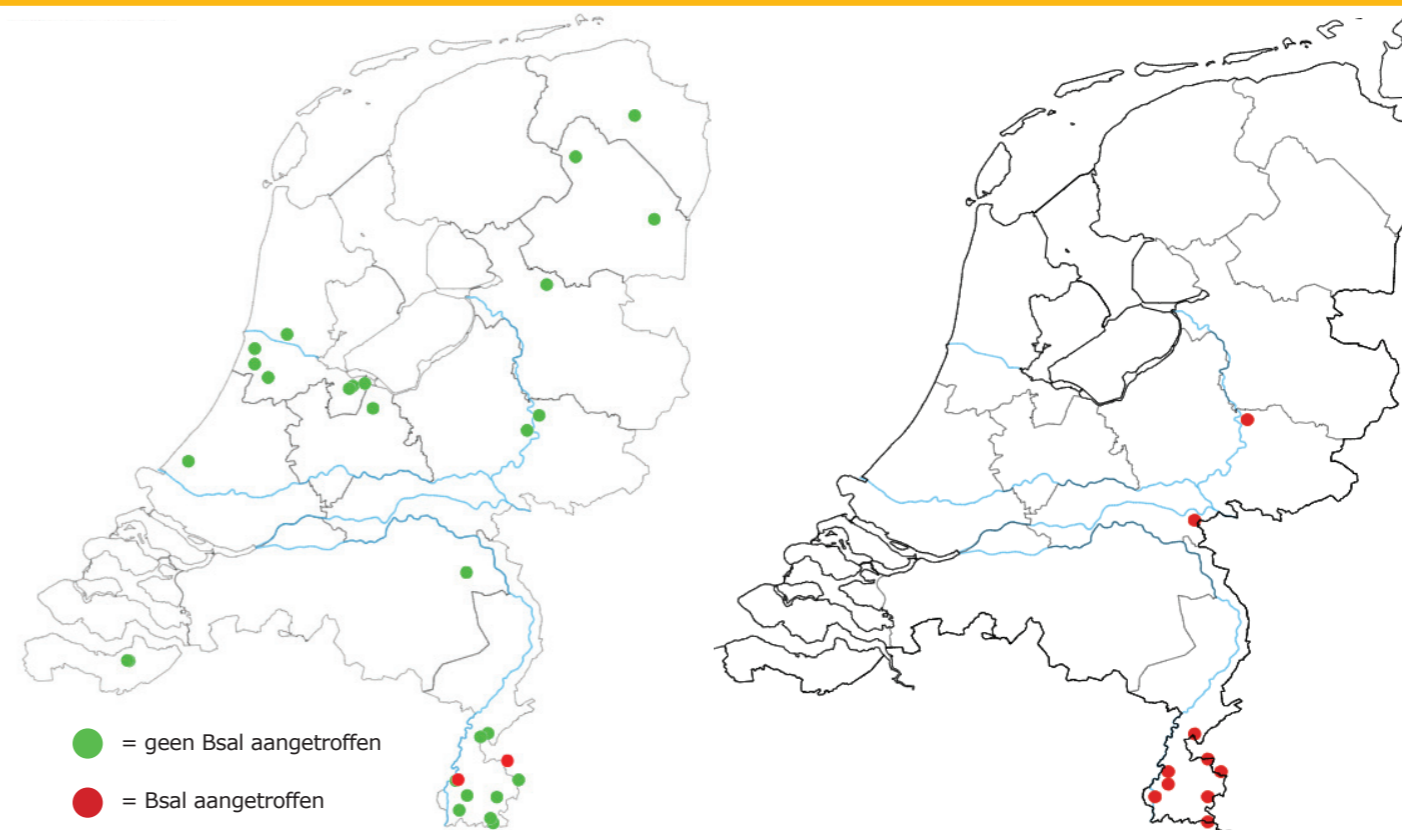 = geen Bsal aangetroffen
= Bsal aangetroffen